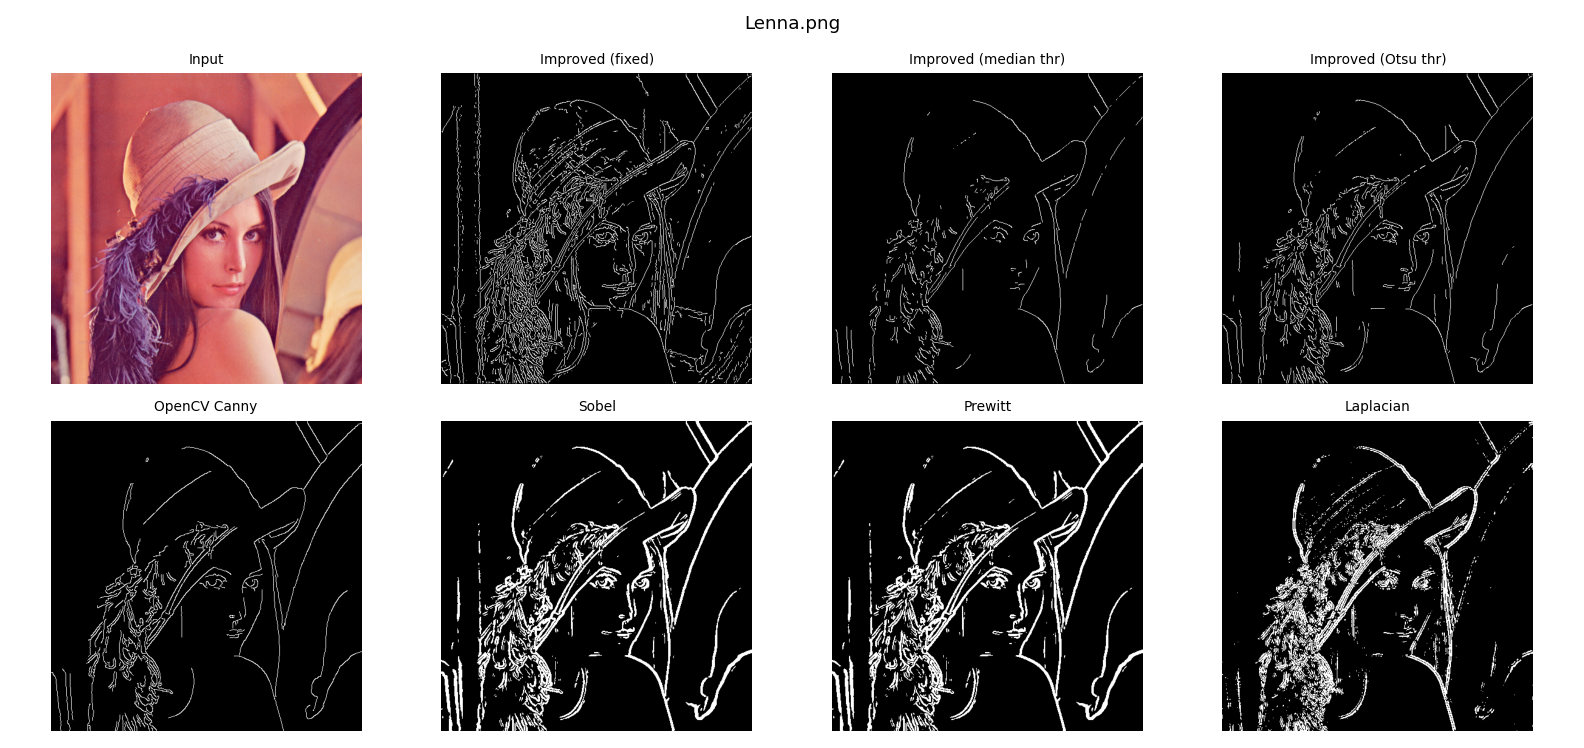 Lenna.png
Input
Improved (fixed)
Improved (median thr)
Improved (Otsu thr)
OpenCV Canny
Sobel
Prewitt
Laplacian